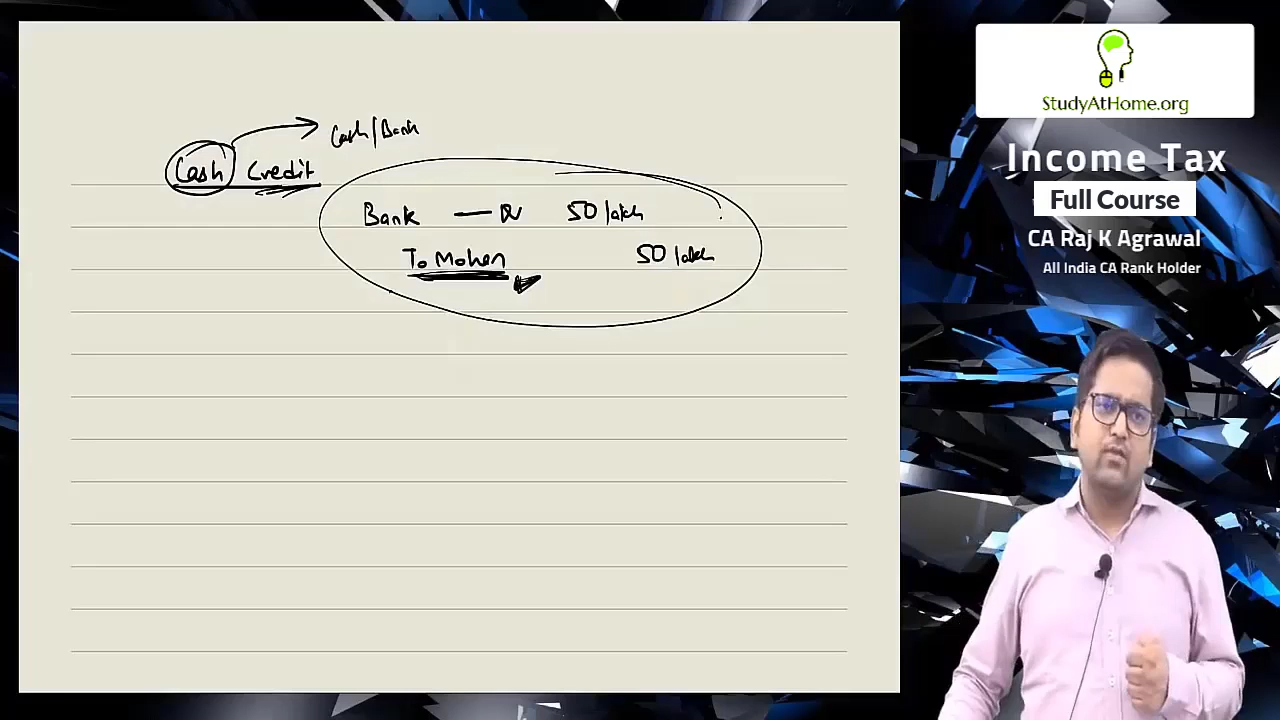 Cash/Bank
Cash Credit
Bank — Dr 50 lakh
To Mohan 50 lakh
StudyAtHome.org
Income Tax
Full Course
CA Raj K Agrawal
All India CA Rank Holder